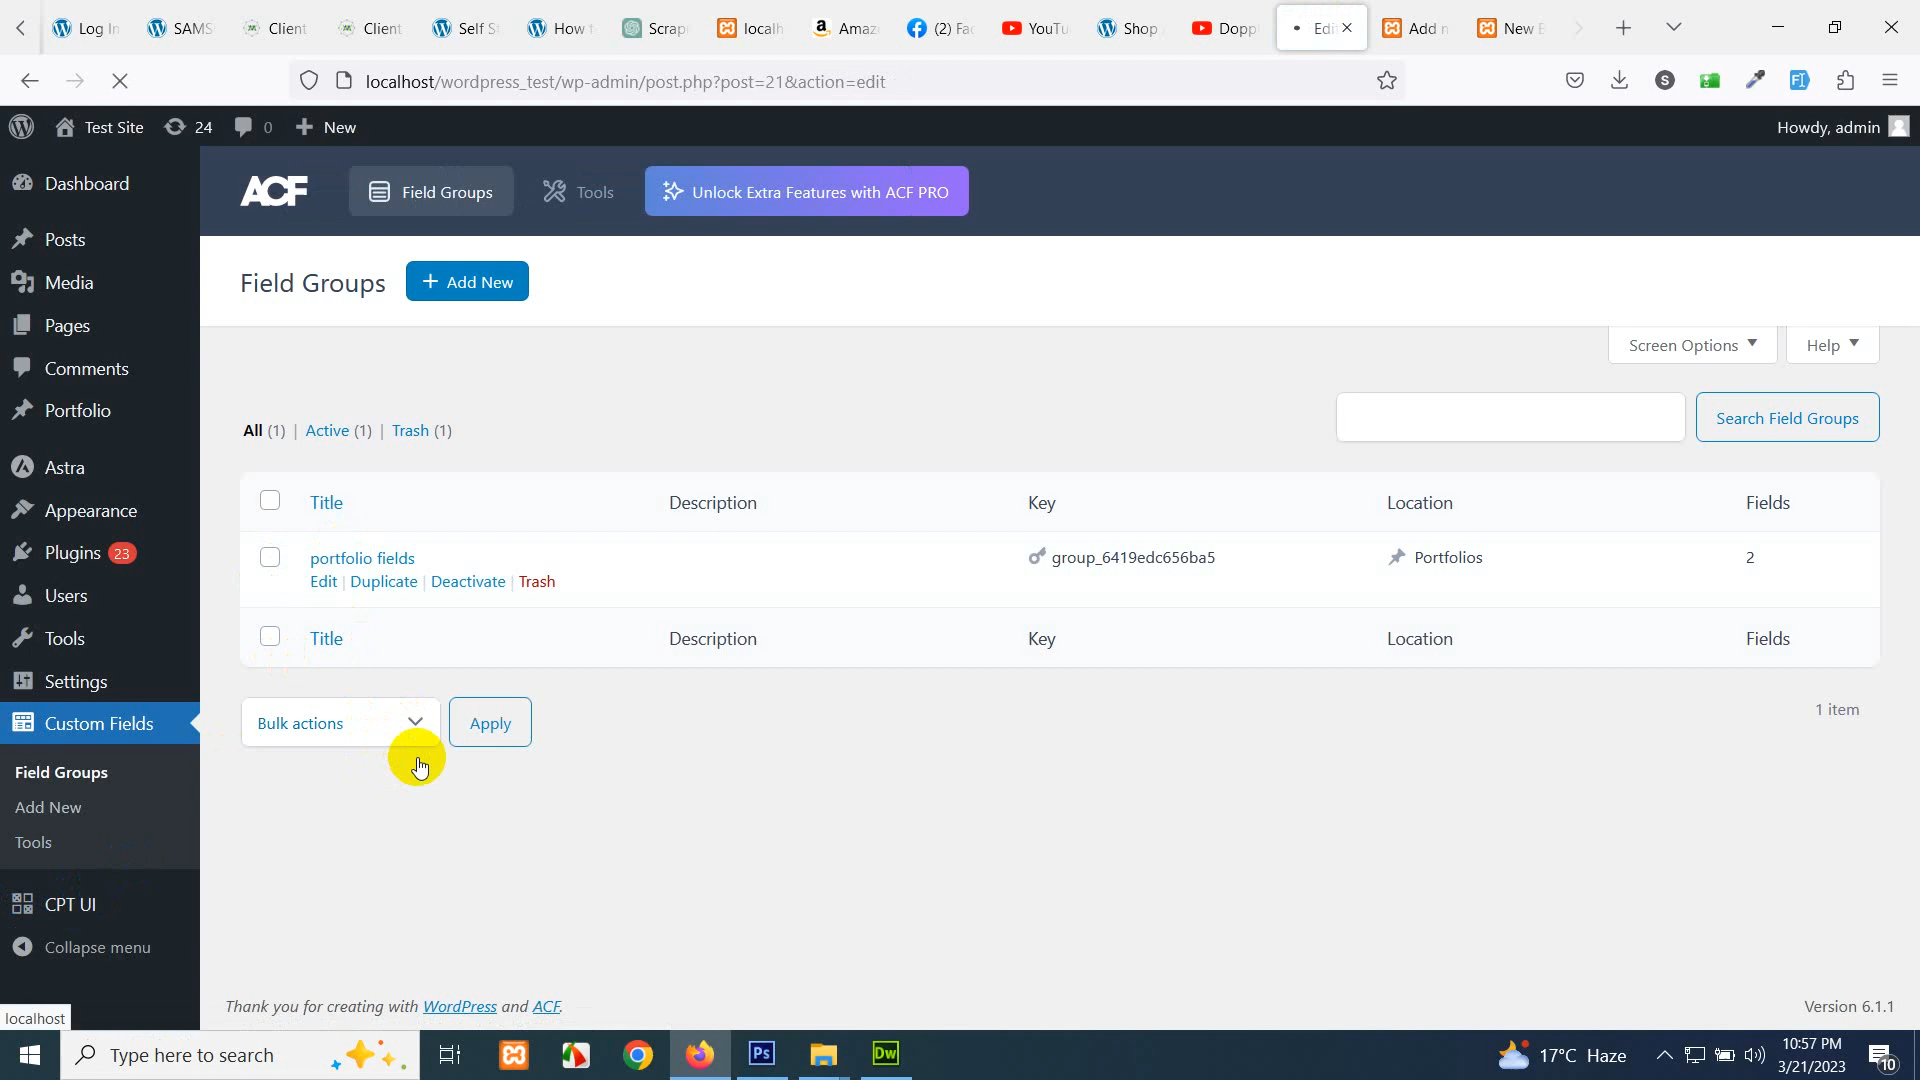 Log In
SAMS
Client
Client
Self S
How t
Scrap
localh
Amaz
(2) Fac
YouTu
Shop
Dopp
Edi
Add n
New E
localhost/wordpress_test/wp-admin/post.php?post=21&action=edit
Test Site 24 0 New
Howdy, admin
Dashboard
Posts
Media
Pages
Comments
Portfolio
Astra
Appearance
Plugins 23
Users
Tools
Settings
Custom Fields
Field Groups
Add New
Tools
CPT UI
Collapse menu
localhost
ACF Field Groups Tools Unlock Extra Features with ACF PRO
Field Groups Add New
Screen Options Help
All (1) | Active (1) | Trash (1)
Search Field Groups
Title Description Key Location Fields
portfolio fields group_6419edc656ba5 Portfolios 2
Edit | Duplicate | Deactivate | Trash
Title Description Key Location Fields
Bulk actions Apply
1 item
Thank you for creating with WordPress and ACF.
Version 6.1.1
Type here to search
Ps
Dw
17°C Haze
10:57 PM
3/21/2023
10